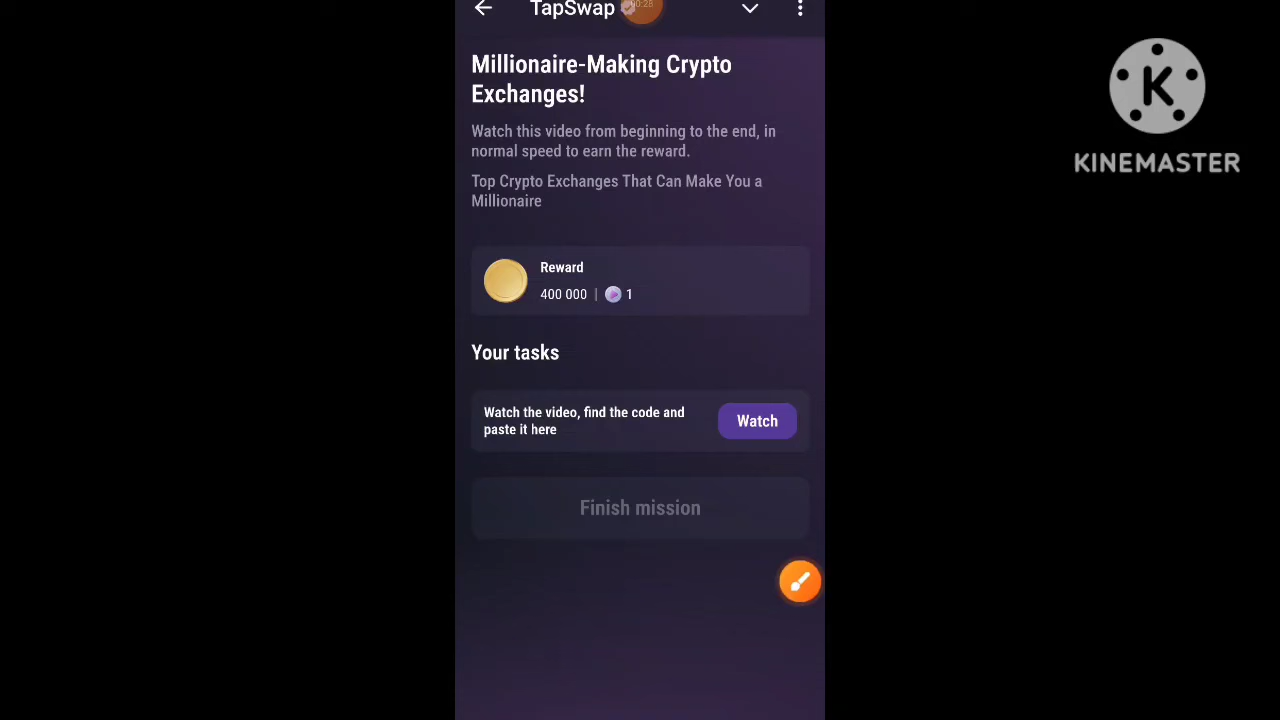 TapSwap
00:28
Millionaire-Making Crypto
Exchanges!
Watch this video from beginning to the end, in
normal speed to earn the reward.
Top Crypto Exchanges That Can Make You a
Millionaire
Reward
400 000 | 1
Your tasks
Watch the video, find the code and
paste it here
Watch
Finish mission
K
KINEMASTER